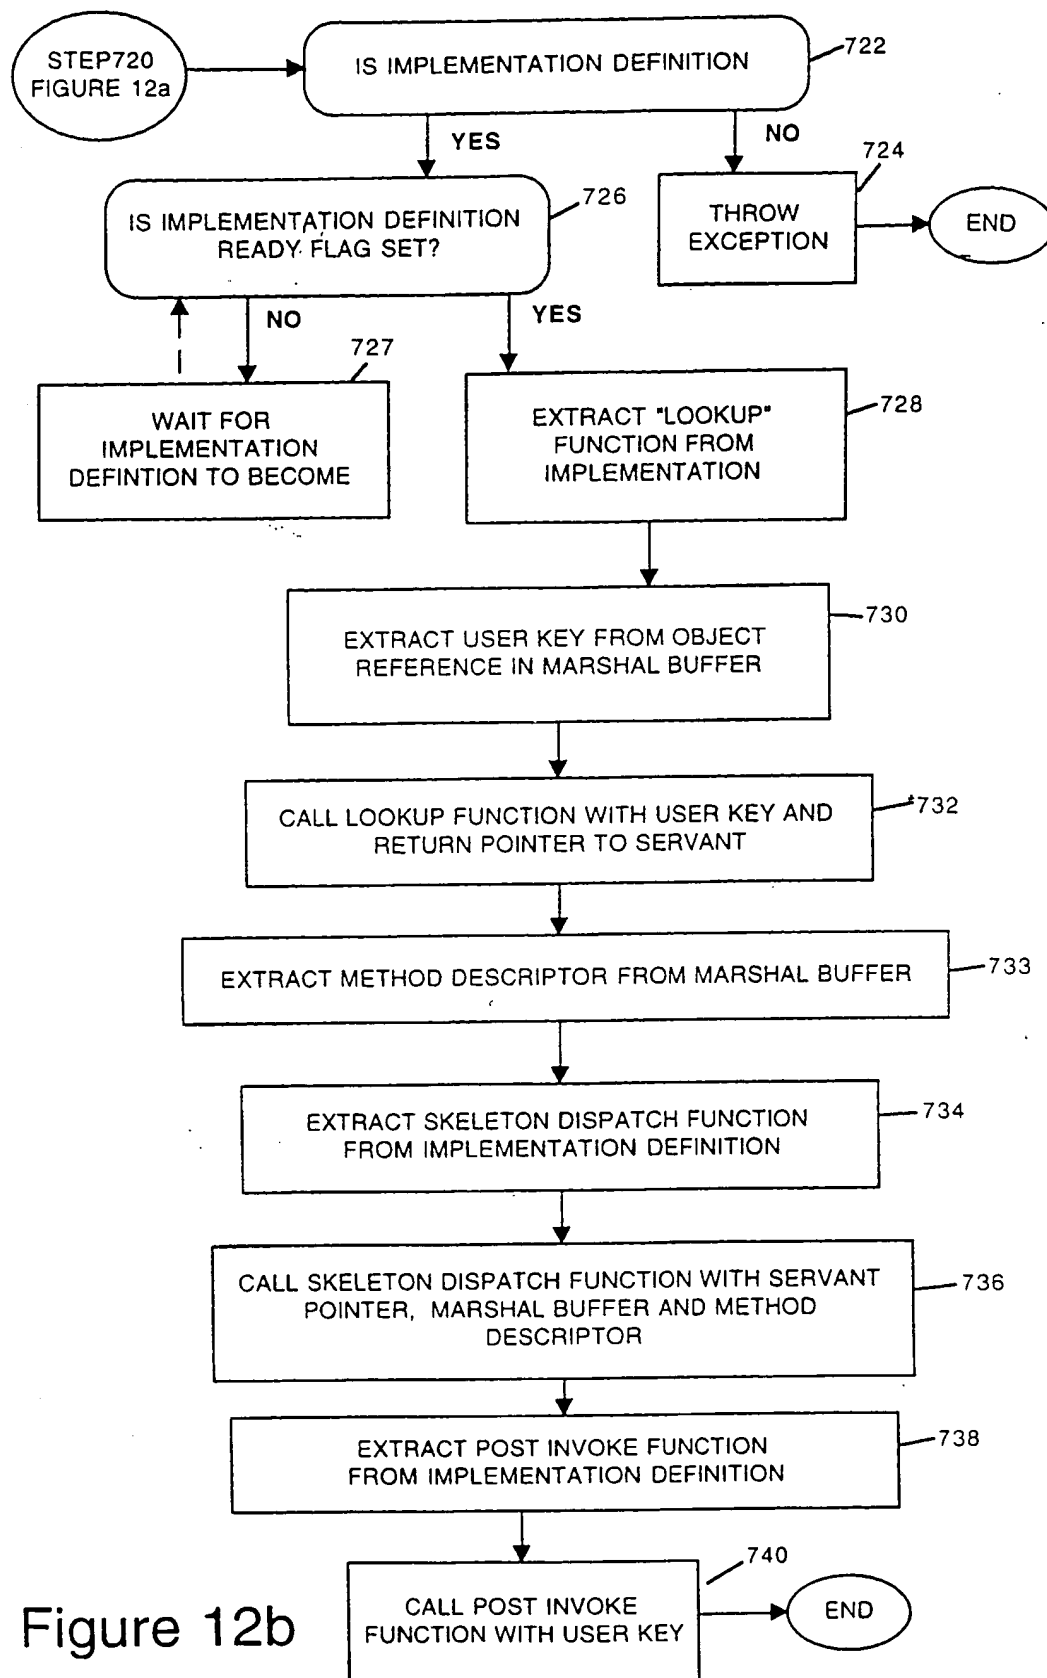 STEP720
FIGURE 12a
IS IMPLEMENTATION DEFINITION
722
YES
NO
724
IS IMPLEMENTATION DEFINITION
READY FLAG SET?
726
THROW
EXCEPTION
END
NO
YES
727
WAIT FOR
IMPLEMENTATION
DEFINTION TO BECOME
EXTRACT "LOOKUP"
FUNCTION FROM
IMPLEMENTATION
728
EXTRACT USER KEY FROM OBJECT
REFERENCE IN MARSHAL BUFFER
730
CALL LOOKUP FUNCTION WITH USER KEY AND
RETURN POINTER TO SERVANT
732
EXTRACT METHOD DESCRIPTOR FROM MARSHAL BUFFER
733
EXTRACT SKELETON DISPATCH FUNCTION
FROM IMPLEMENTATION DEFINITION
734
CALL SKELETON DISPATCH FUNCTION WITH SERVANT
POINTER, MARSHAL BUFFER AND METHOD
DESCRIPTOR
736
EXTRACT POST INVOKE FUNCTION
FROM IMPLEMENTATION DEFINITION
738
740
CALL POST INVOKE
FUNCTION WITH USER KEY
END
Figure 12b